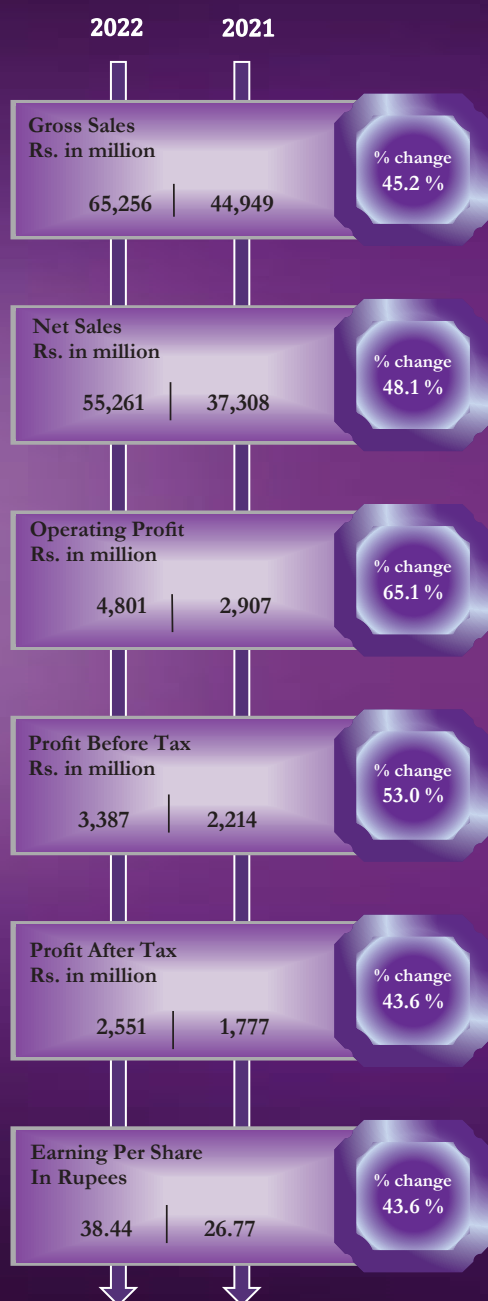 2022 2021
Gross Sales
Rs. in million
65,256 44,949
% change
45.2 %
Net Sales
Rs. in million
55,261 37,308
% change
48.1 %
Operating Profit
Rs. in million
4,801 2,907
% change
65.1 %
Profit Before Tax
Rs. in million
3,387 2,214
% change
53.0 %
Profit After Tax
Rs. in million
2,551 1,777
% change
43.6 %
Earning Per Share
In Rupees
38.44 26.77
% change
43.6 %